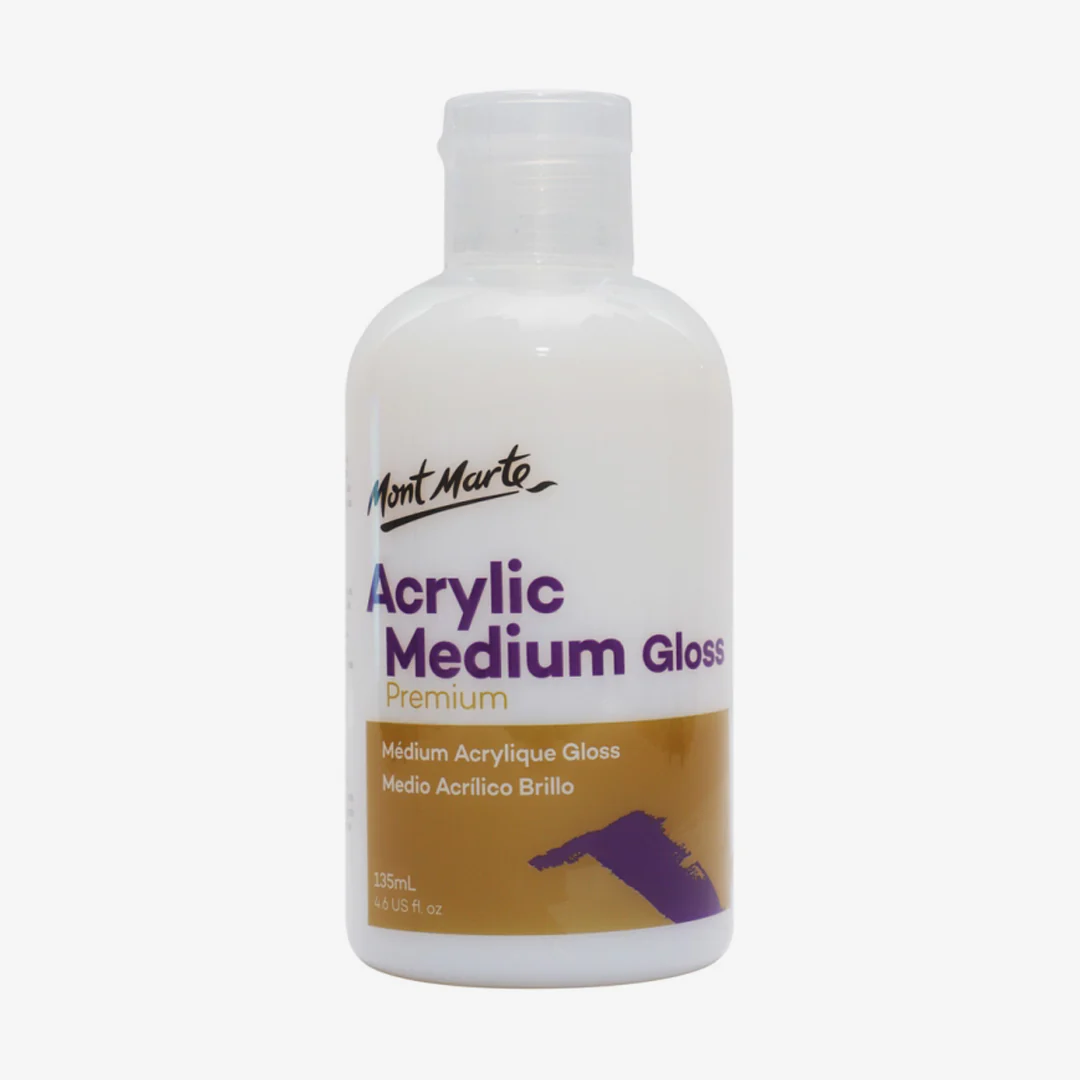 Mont Marte
Acrylic
Medium Gloss
Premium
Médium Acrylique Gloss
Medio Acrílico Brillo
135mL
4.6 US fl. oz